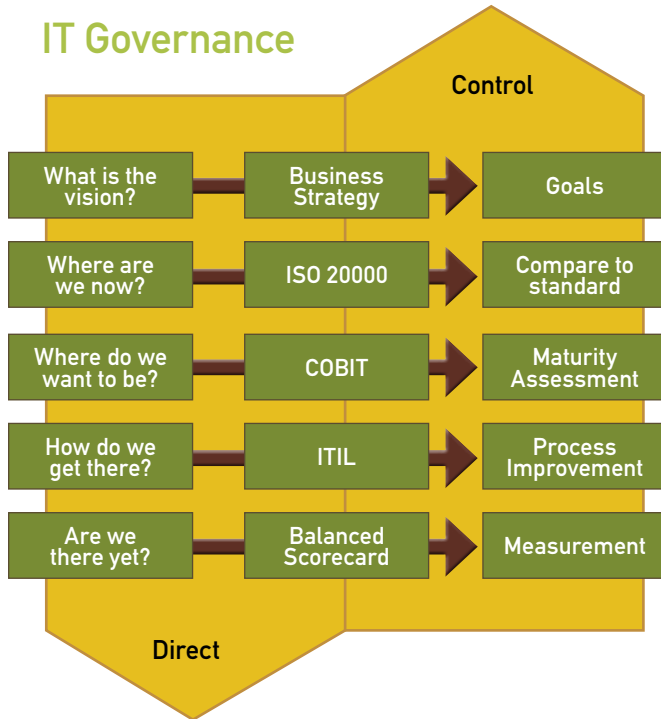 IT Governance
Control
What is the
vision?
Business
Strategy
Goals
Where are
we now?
ISO 20000
Compare to
standard
Where do we
want to be?
COBIT
Maturity
Assessment
How do we
get there?
ITIL
Process
Improvement
Are we
there yet?
Balanced
Scorecard
Measurement
Direct